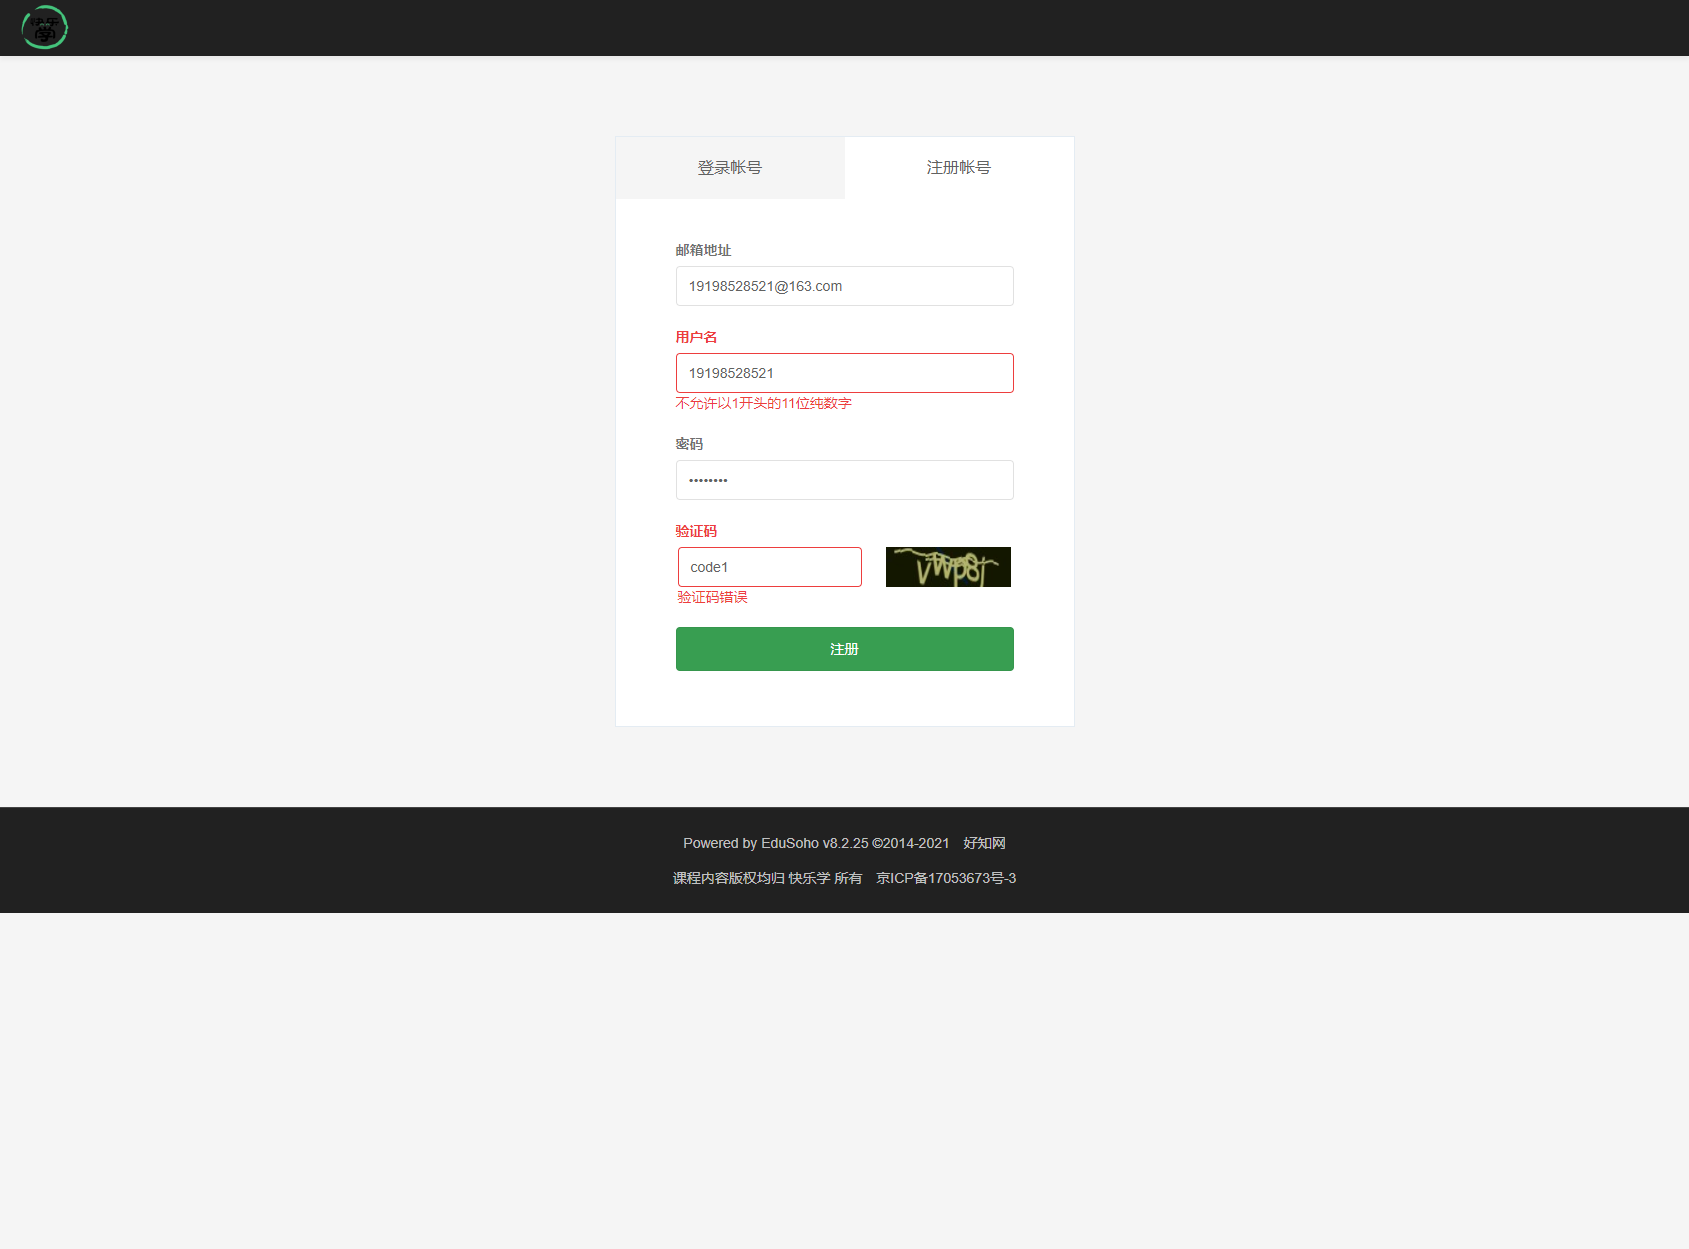 快乐
学
登录帐号
注册帐号
邮箱地址
19198528521@163.com
用户名
19198528521
不允许以1开头的11位纯数字
密码
••••••••
验证码
code1
验证码错误
注册
Powered by EduSoho v8.2.25 ©2014-2021 好知网
课程内容版权均归 快乐学 所有 京ICP备17053673号-3